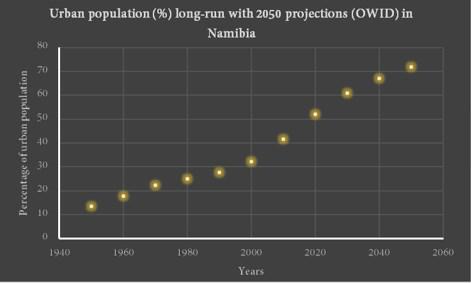 Urban population (%) long-run with 2050 projections (OWID) in
Namibia
80
70
60
50
40
30
20
10
0
Percentage of urban population
1940 1960 1980 2000 2020 2040 2060
Years